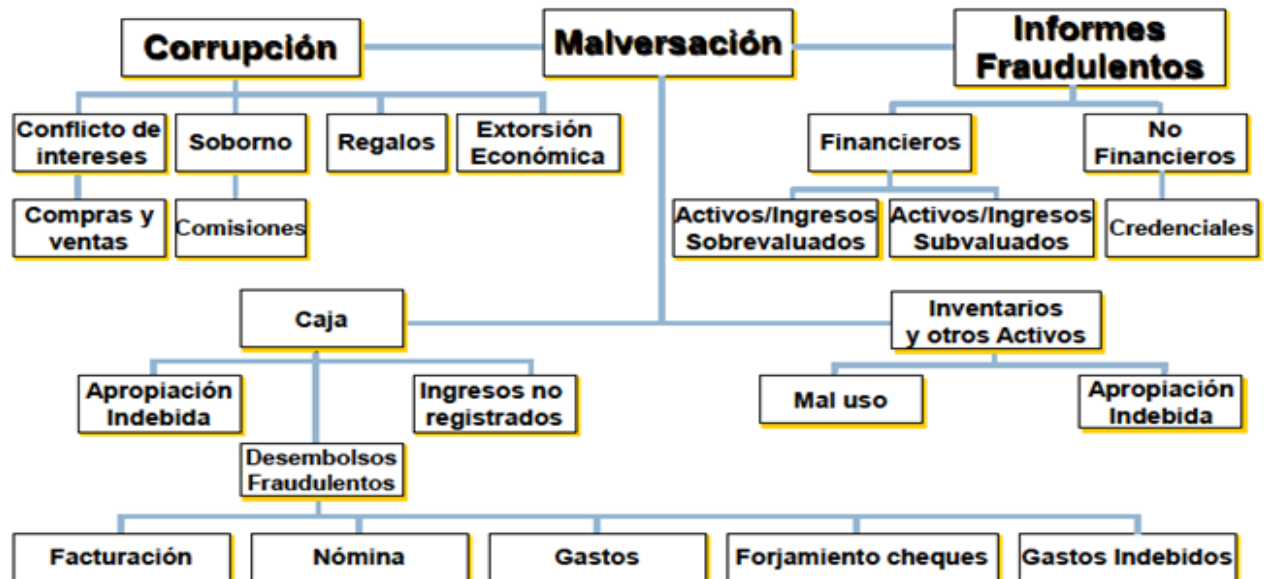 Corrupción
Malversación
Informes
Fraudulentos
Conflicto de
intereses
Soborno
Regalos
Extorsión
Económica
Financieros
No
Financieros
Compras y
ventas
Comisiones
Activos/Ingresos
Sobrevaluados
Activos/Ingresos
Subvaluados
Credenciales
Caja
Inventarios
y otros Activos
Apropiación
Indebida
Ingresos no
registrados
Mal uso
Apropiación
Indebida
Desembolsos
Fraudulentos
Facturación
Nómina
Gastos
Forjamiento cheques
Gastos Indebidos